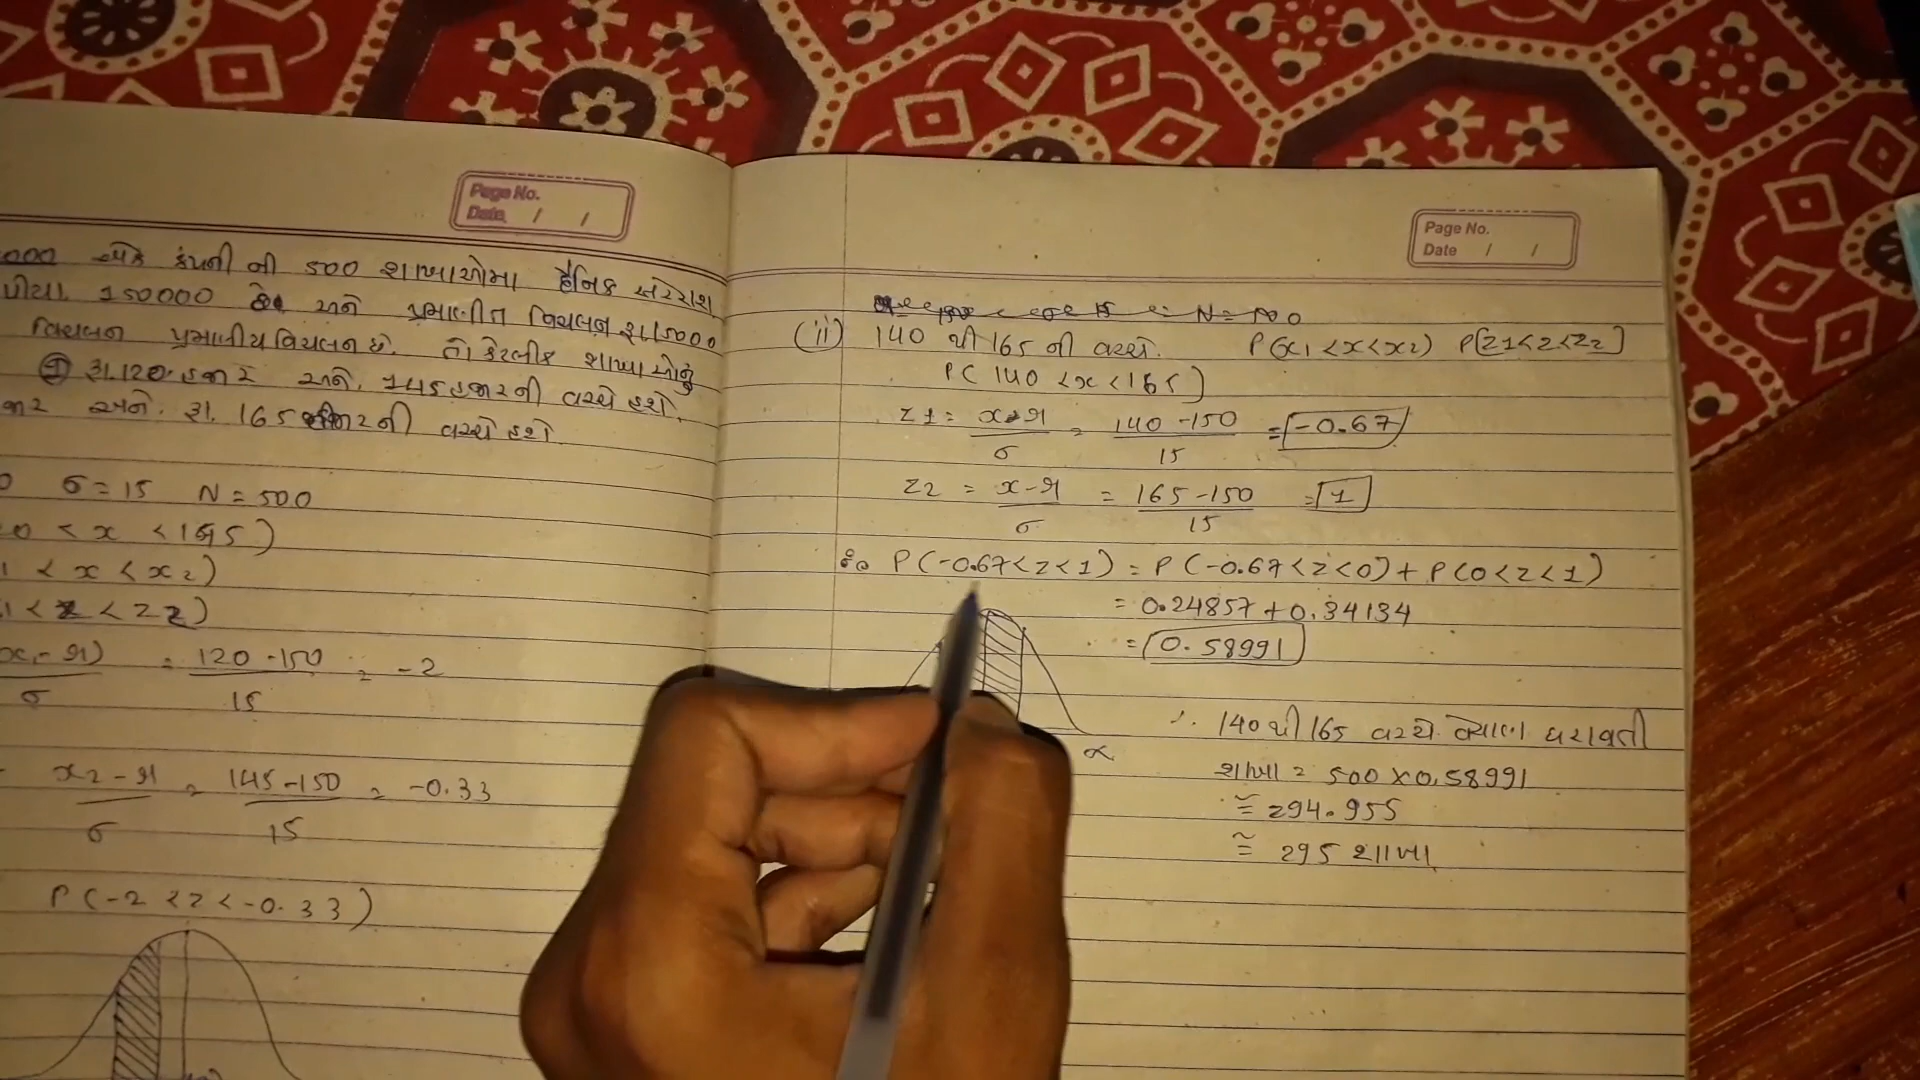 Page No.
Date / /
000 કંપની ની 500 શાખાઓમા દૈનિક સરેરાશ
150000 છે અને પ્રમાણીત વિચલન રૂા.15000
વિચલન પ્રમાણીય વિચલન છે. તો કેટલીક શાખાઓનું
રૂા.120 હજાર અને 145 હજારની વચ્ચે હશે.
અને રૂા. 165 હજારની વચ્ચે હશે
σ = 15 N = 500
< x < 165)
< x < x2)
< z < z2)
= 120 - 150 = -2
σ 15
x2 - મ = 145 - 150 = -0.33
σ 15
P(-2 < z < -0.33)
Page No.
Date / /
(ii) 140 થી 165 ની વચ્ચે. P(x1 < x < x2) P[z1 < z < z2]
P( 140 < x < 165)
z1 = = 140 - 150 = -0.67
σ 15
z2 = x - મ = 165 - 150 = 1
σ 15
P(-0.67 < z < 1) = P(-0.67 < z < 0) + P(0 < z < 1)
= 0.24857 + 0.34134
= 0.58991
∝
∴ 140 થી 165 વચ્ચે વેચાણ ધરાવતી
શાખા = 500 x 0.58991
≅ 294.955
≅ 295 શાખા